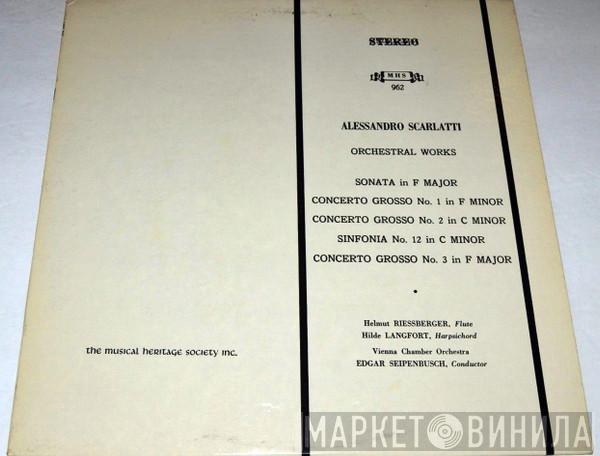 STEREO
MHS
962
ALESSANDRO SCARLATTI
ORCHESTRAL WORKS
SONATA in F MAJOR
CONCERTO GROSSO No. 1 in F MINOR
CONCERTO GROSSO No. 2 in C MINOR
SINFONIA No. 12 in C MINOR
CONCERTO GROSSO No. 3 in F MAJOR
Helmut RIESSBERGER, Flute
Hilde LANGFORT, Harpsichord
Vienna Chamber Orchestra
EDGAR SEIPENBUSCH, Conductor
the musical heritage society inc.
МАРКЕТ ВИНИЛА